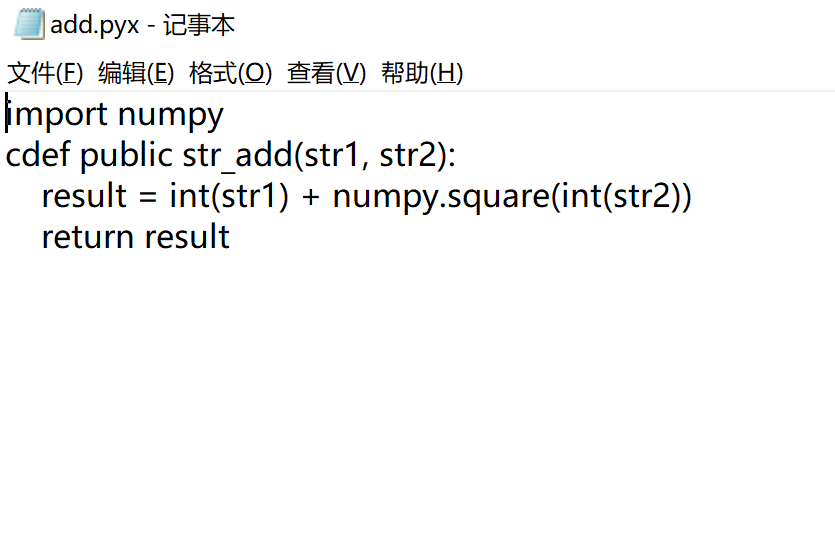 add.pyx - 记事本
文件(F) 编辑(E) 格式(O) 查看(V) 帮助(H)
import numpy
cdef public str_add(str1, str2):
    result = int(str1) + numpy.square(int(str2))
    return result